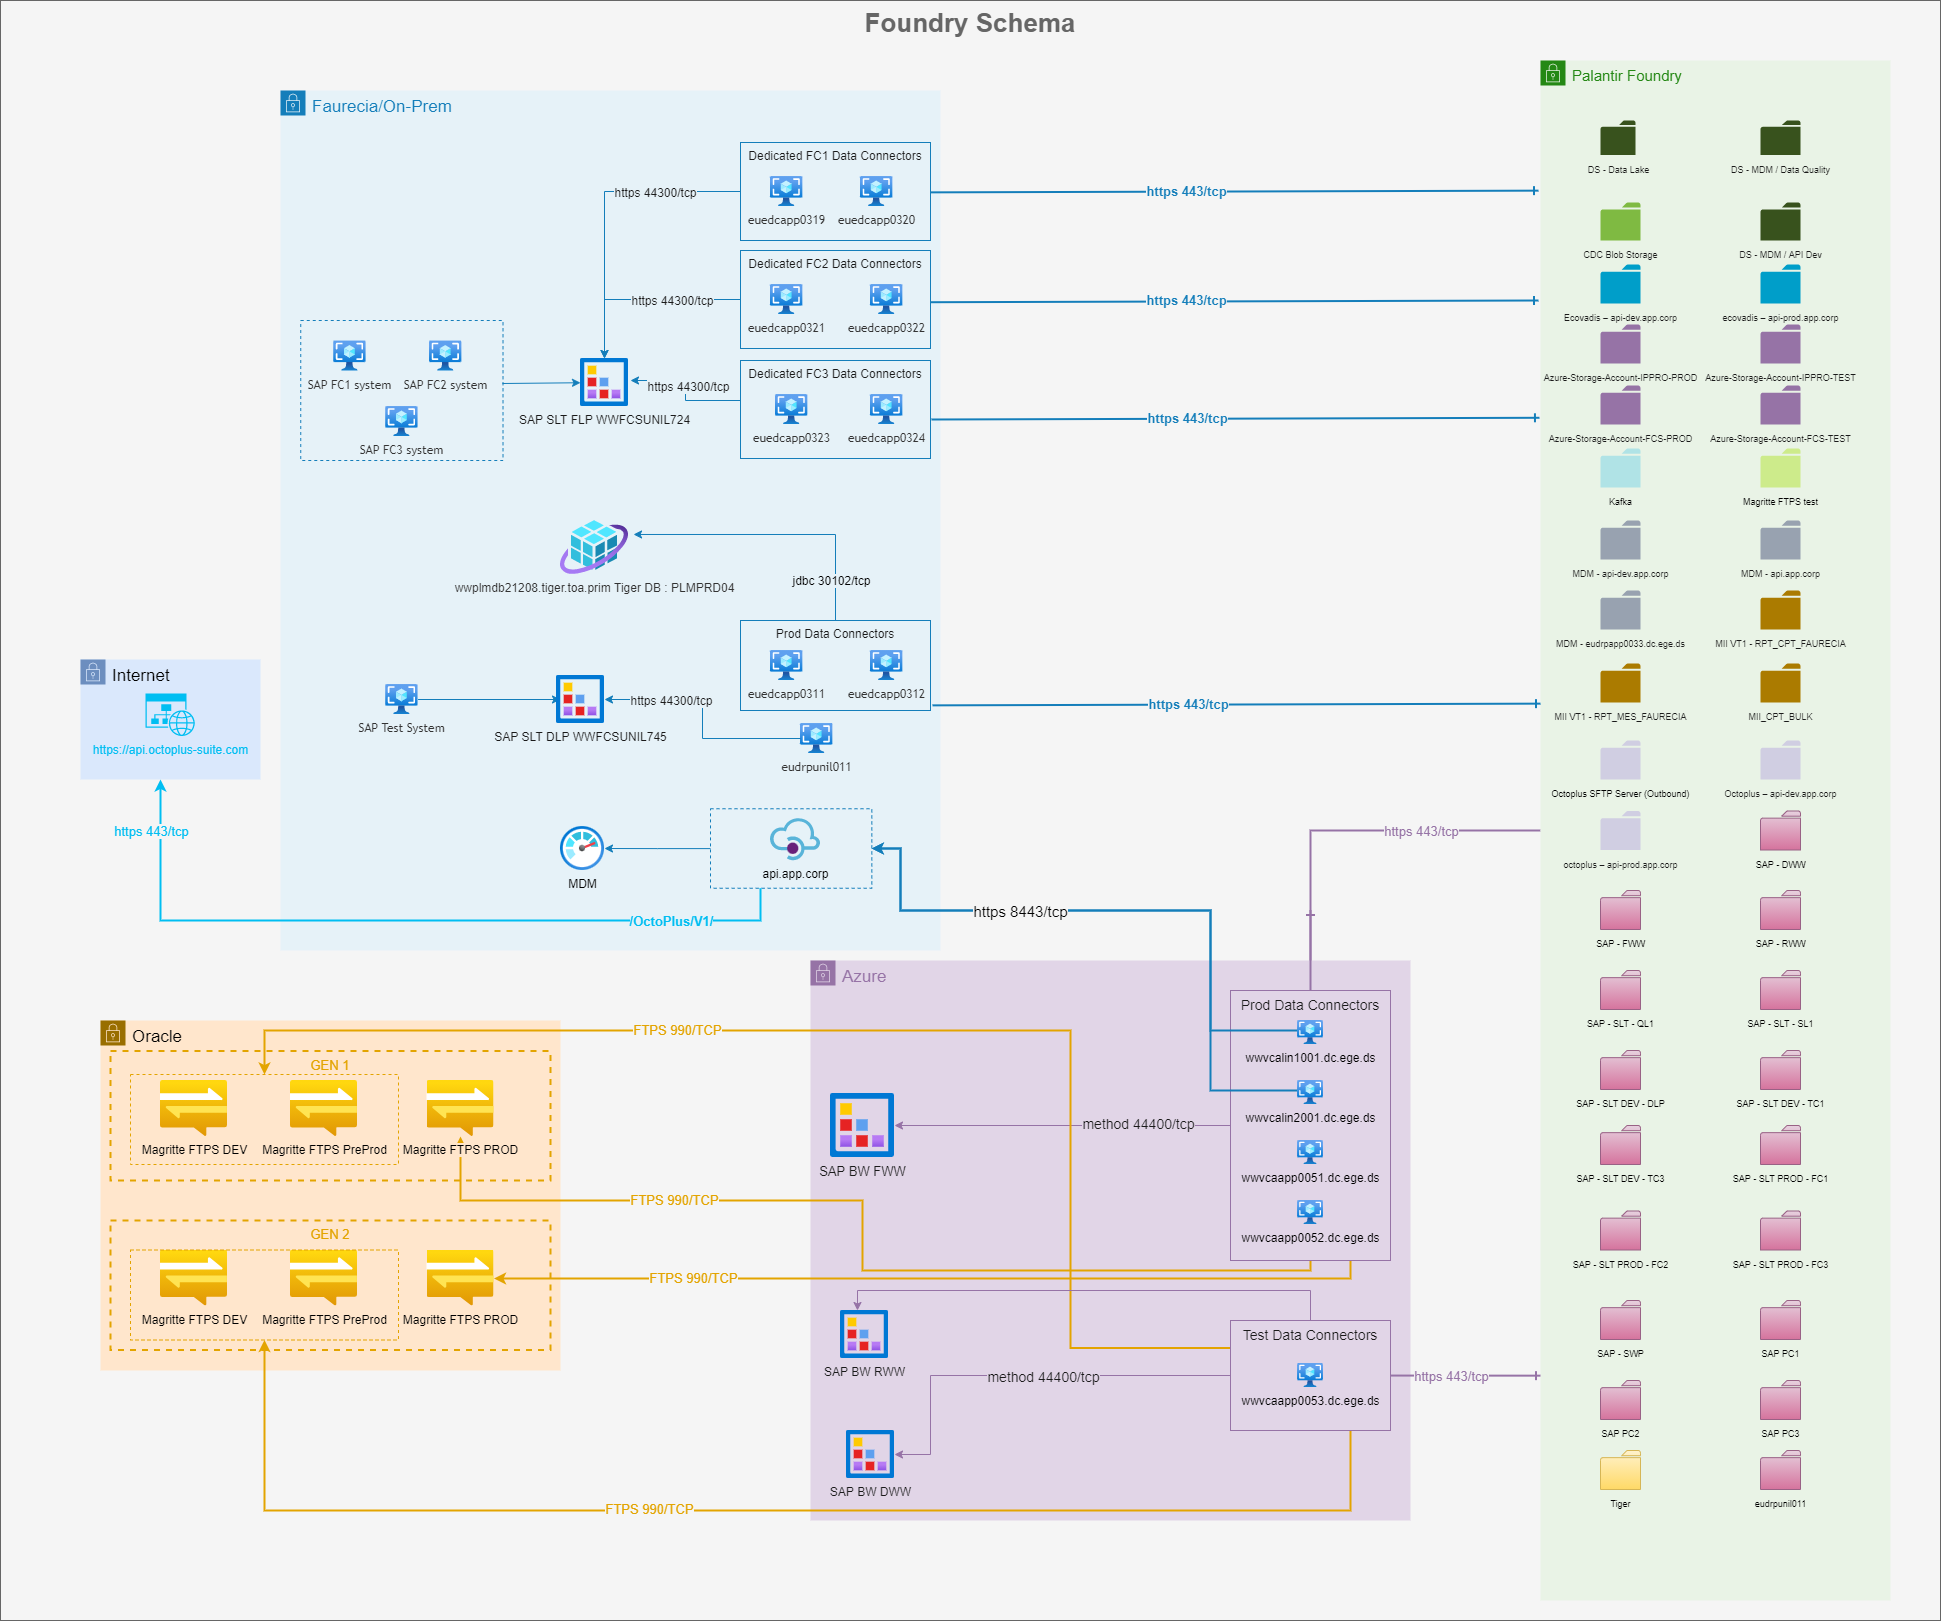 Foundry Schema
Faurecia/On-Prem
Dedicated FC1 Data Connectors
euedcapp0319
euedcapp0320
https 44300/tcp
https 443/tcp
Dedicated FC2 Data Connectors
euedcapp0321
euedcapp0322
https 44300/tcp
https 443/tcp
Dedicated FC3 Data Connectors
euedcapp0323
euedcapp0324
https 44300/tcp
https 443/tcp
SAP FC1 system
SAP FC2 system
SAP FC3 system
SAP SLT FLP WWFCSUNIL724
wwplmdb21208.tiger.toa.prim Tiger DB : PLMPRD04
jdbc 30102/tcp
Prod Data Connectors
euedcapp0311
euedcapp0312
https 443/tcp
SAP Test System
SAP SLT DLP WWFCSUNIL745
https 44300/tcp
eudrpunil011
MDM
api.app.corp
/OctoPlus/V1/
https 8443/tcp
Internet
https://api.octoplus-suite.com
https 443/tcp
Azure
Prod Data Connectors
wwvcalin1001.dc.ege.ds
wwvcalin2001.dc.ege.ds
wwvcaapp0051.dc.ege.ds
wwvcaapp0052.dc.ege.ds
https 443/tcp
method 44400/tcp
SAP BW FWW
SAP BW RWW
Test Data Connectors
wwvcaapp0053.dc.ege.ds
https 443/tcp
method 44400/tcp
SAP BW DWW
Oracle
FTPS 990/TCP
GEN 1
Magritte FTPS DEV
Magritte FTPS PreProd
Magritte FTPS PROD
FTPS 990/TCP
GEN 2
Magritte FTPS DEV
Magritte FTPS PreProd
Magritte FTPS PROD
FTPS 990/TCP
FTPS 990/TCP
Palantir Foundry
DS - Data Lake
DS - MDM / Data Quality
CDC Blob Storage
DS - MDM / API Dev
Ecovadis – api-dev.app.corp
ecovadis – api-prod.app.corp
Azure-Storage-Account-IPPRO-PROD
Azure-Storage-Account-IPPRO-TEST
Azure-Storage-Account-FCS-PROD
Azure-Storage-Account-FCS-TEST
Kafka
Magritte FTPS test
MDM - api-dev.app.corp
MDM - api.app.corp
MDM - eudrpapp0033.dc.ege.ds
MII VT1 - RPT_CPT_FAURECIA
MII VT1 - RPT_MES_FAURECIA
MII_CPT_BULK
Octoplus SFTP Server (Outbound)
Octoplus – api-dev.app.corp
octoplus – api-prod.app.corp
SAP - DWW
SAP - FWW
SAP - RWW
SAP - SLT - QL1
SAP - SLT - SL1
SAP - SLT DEV - DLP
SAP - SLT DEV - TC1
SAP - SLT DEV - TC3
SAP - SLT PROD - FC1
SAP - SLT PROD - FC2
SAP - SLT PROD - FC3
SAP - SWP
SAP PC1
SAP PC2
SAP PC3
Tiger
eudrpunil011